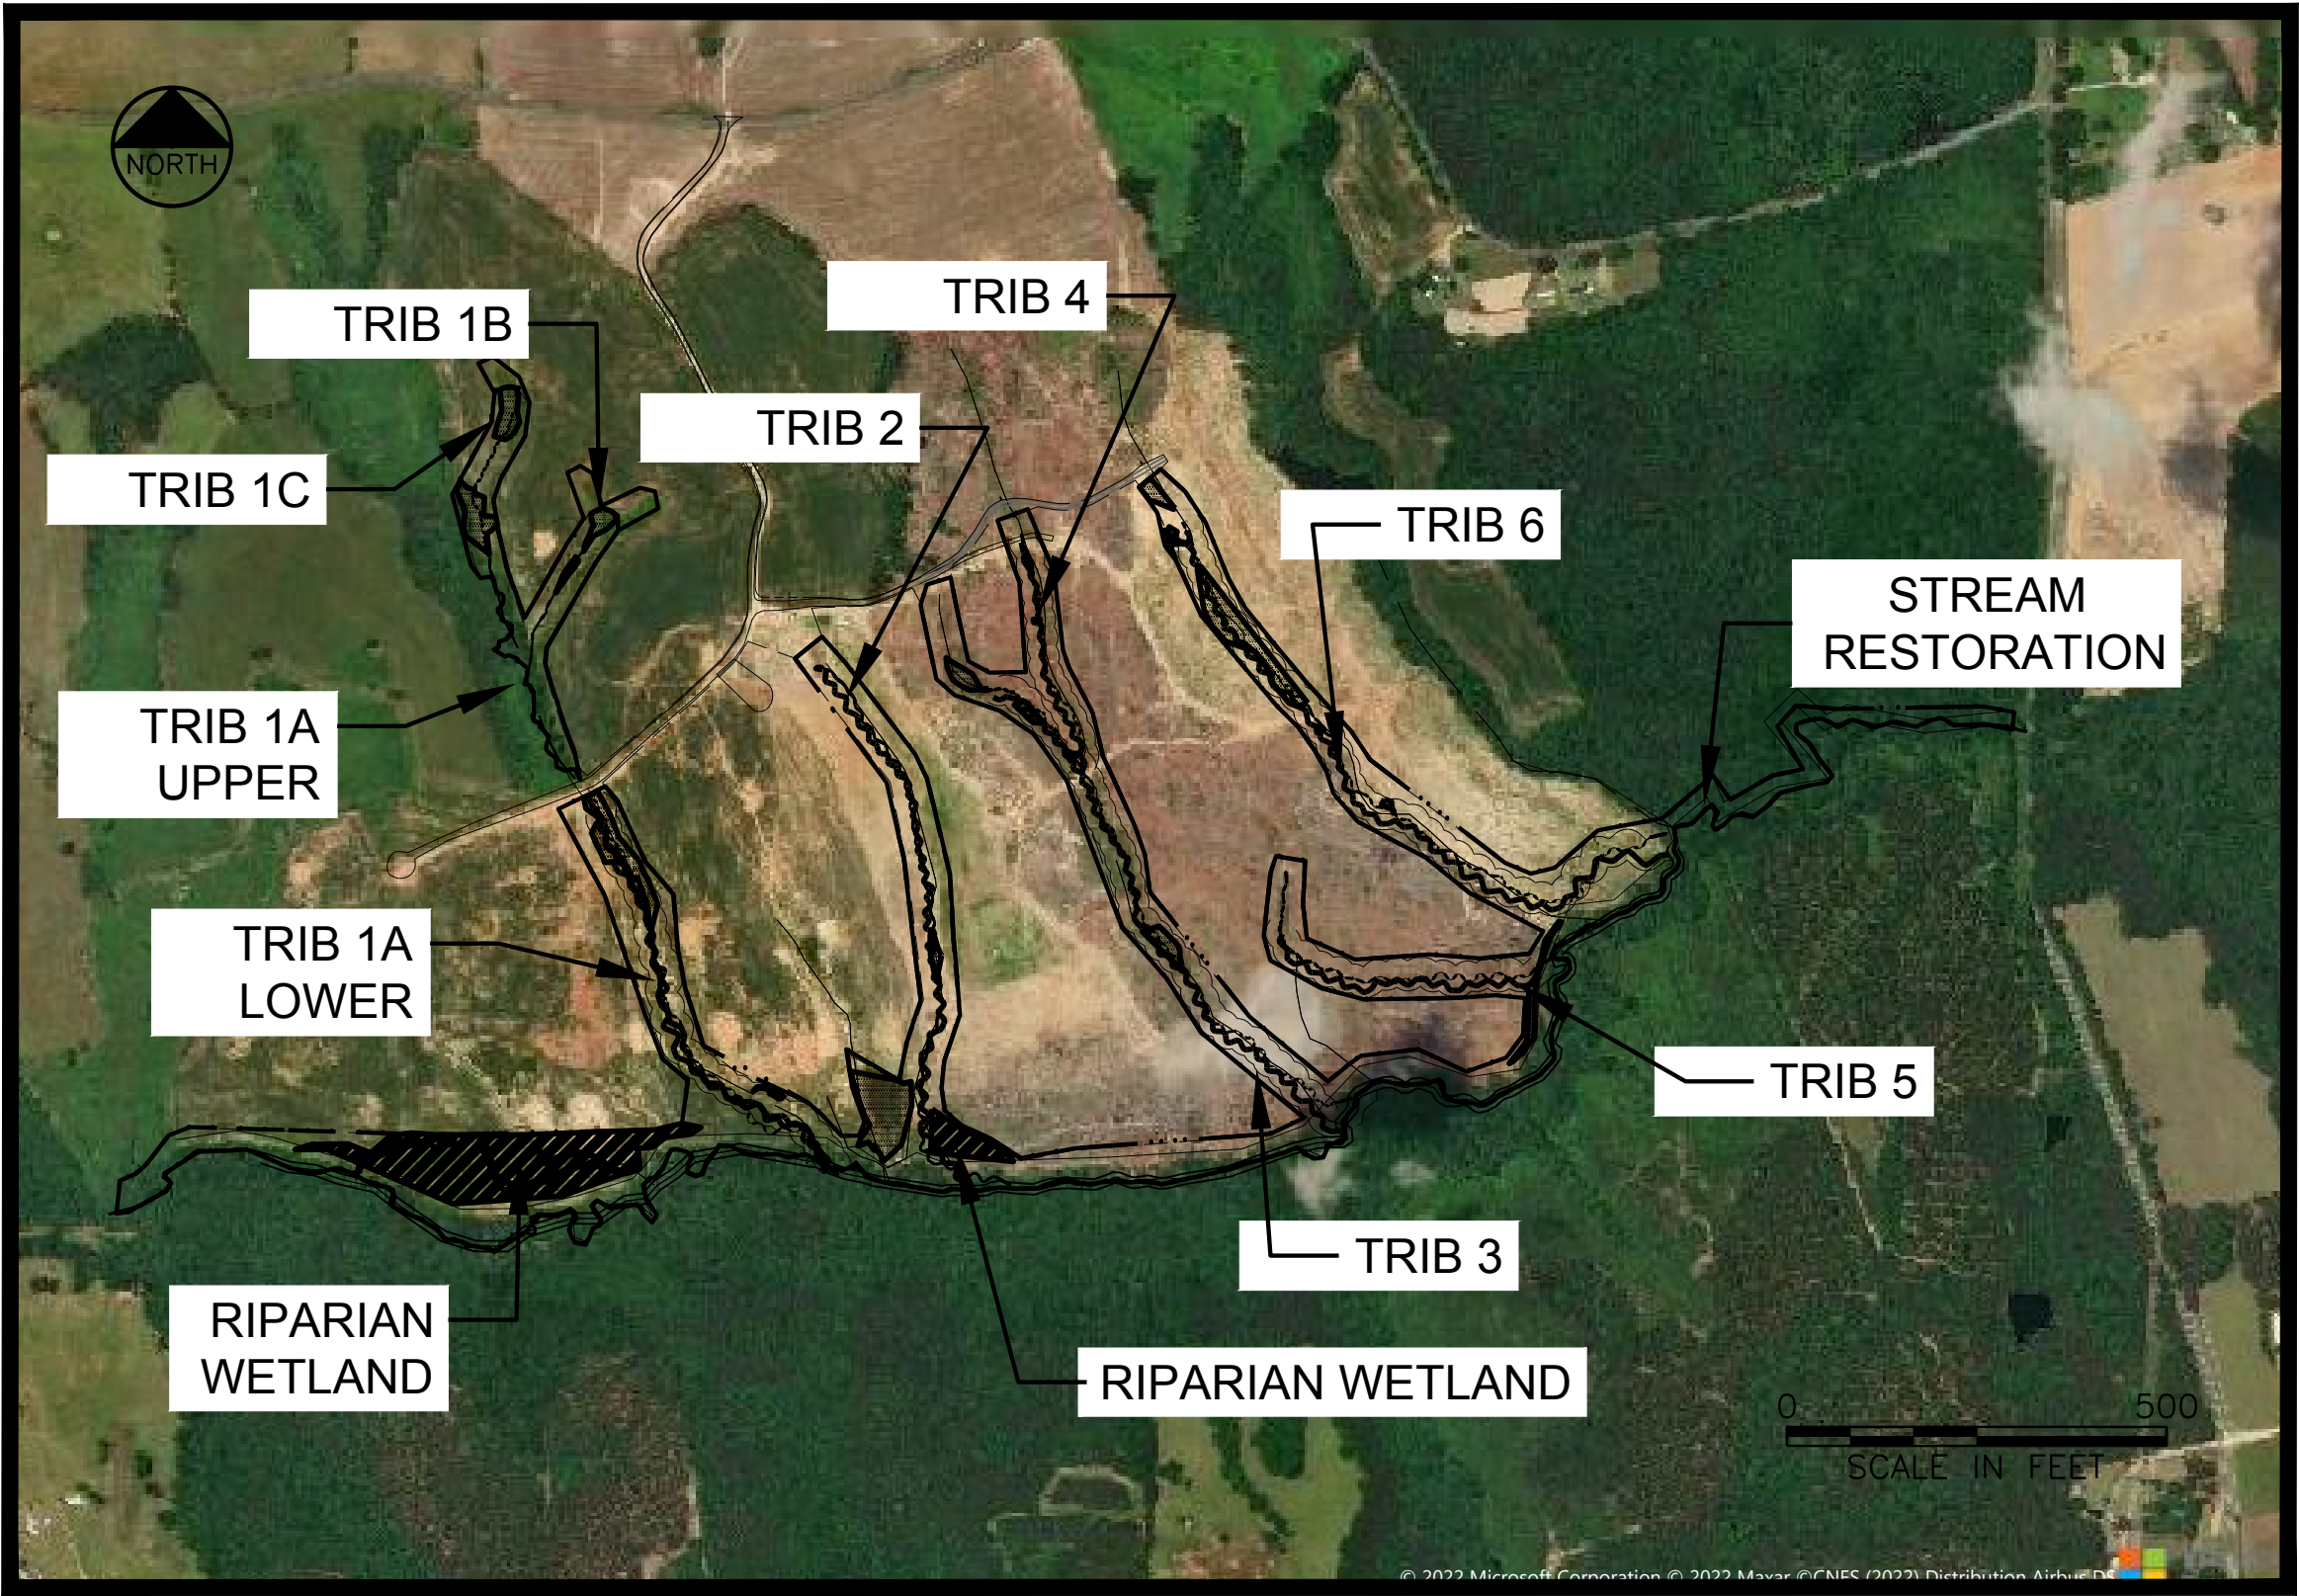 NORTH
TRIB 4
TRIB 1B
TRIB 2
TRIB 1C
TRIB 6
STREAM
RESTORATION
TRIB 1A
UPPER
TRIB 1A
LOWER
TRIB 5
TRIB 3
RIPARIAN
WETLAND
RIPARIAN WETLAND
0 500
SCALE IN FEET
© 2022 Microsoft Corporation © 2022 Maxar ©CNES (2022) Distribution Airbus DS